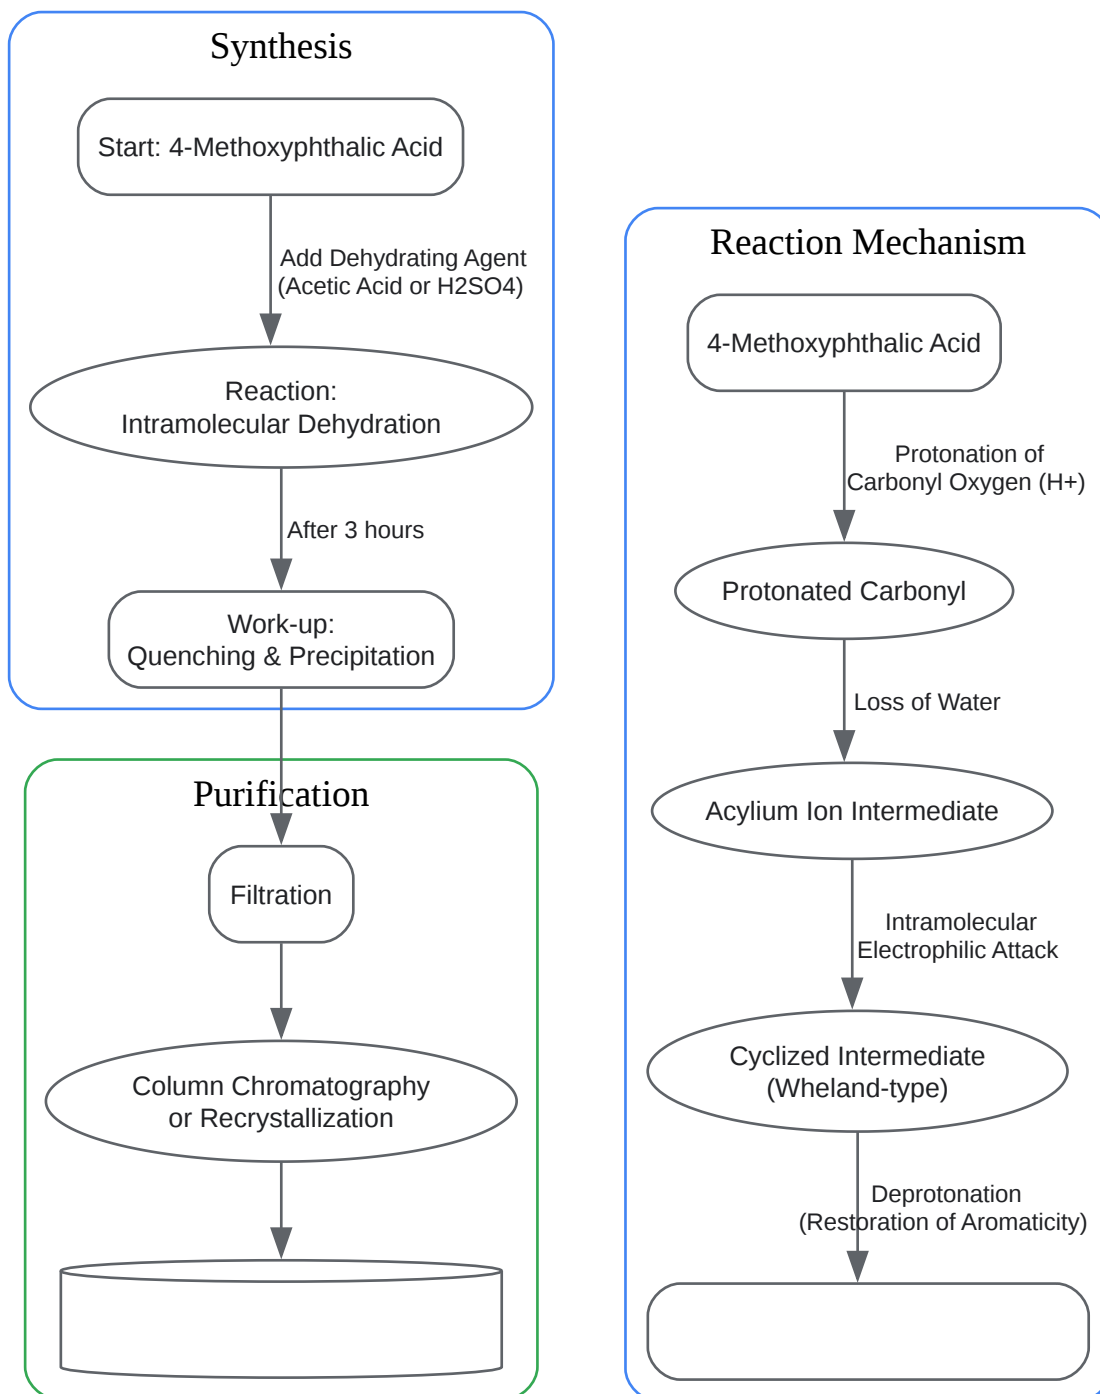 Synthesis
Start: 4-Methoxyphthalic Acid
Add Dehydrating Agent
(Acetic Acid or H2SO4)
Reaction:
Intramolecular Dehydration
After 3 hours
Work-up:
Quenching & Precipitation
Purification
Filtration
Column Chromatography
or Recrystallization
Reaction Mechanism
4-Methoxyphthalic Acid
Protonation of
Carbonyl Oxygen (H+)
Protonated Carbonyl
Loss of Water
Acylium Ion Intermediate
Intramolecular
Electrophilic Attack
Cyclized Intermediate
(Wheland-type)
Deprotonation
(Restoration of Aromaticity)